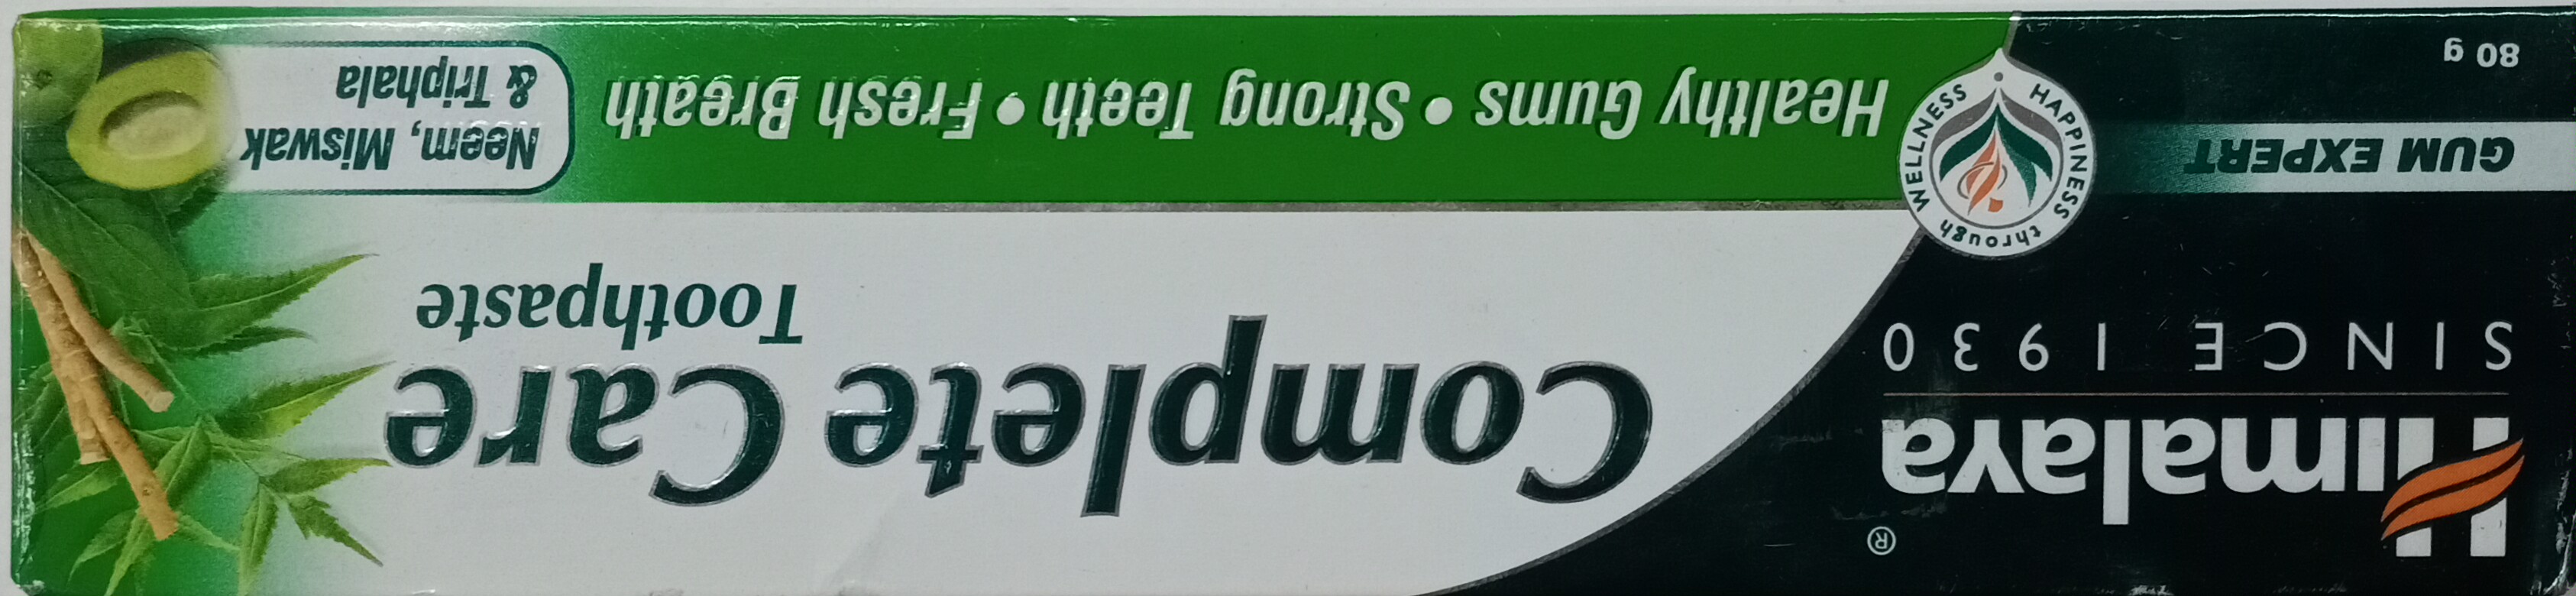 Himalaya®
SINCE 1930
GUM EXPERT
80 g
WELLNESS through HAPPINESS
Complete Care
Toothpaste
Healthy Gums • Strong Teeth • Fresh Breath
Neem, Miswak
& Triphala